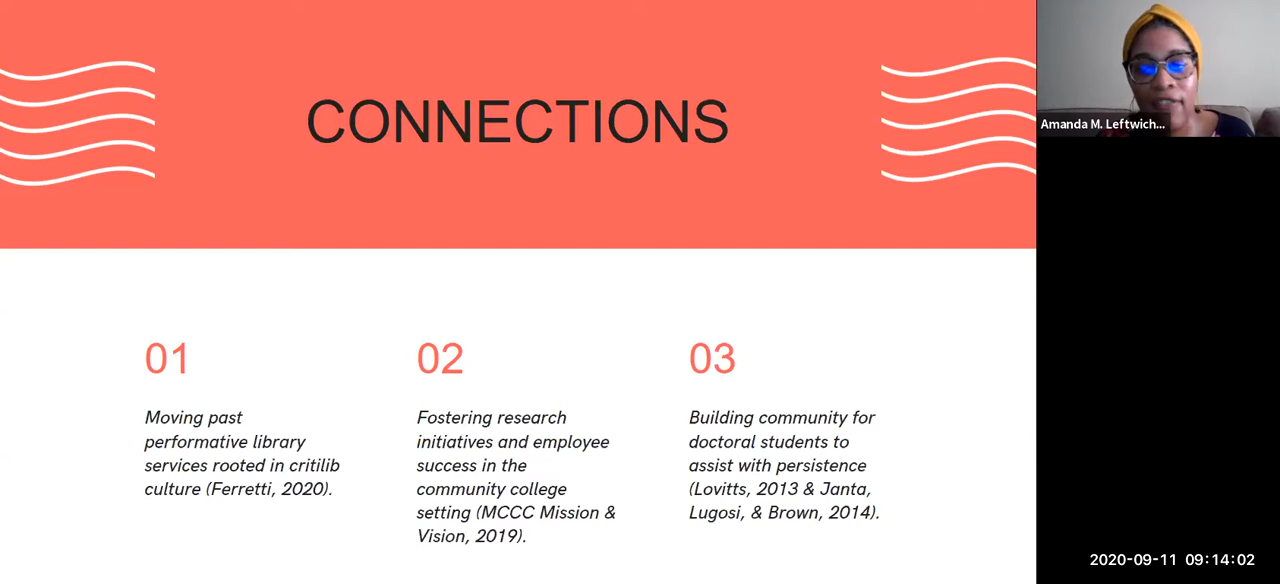 CONNECTIONS
Amanda M. Leftwich...
01
Moving past
performative library
services rooted in critilib
culture (Ferretti, 2020).
02
Fostering research
initiatives and employee
success in the
community college
setting (MCCC Mission &
Vision, 2019).
03
Building community for
doctoral students to
assist with persistence
(Lovitts, 2013 & Janta,
Lugosi, & Brown, 2014).
2020-09-11 09:14:02